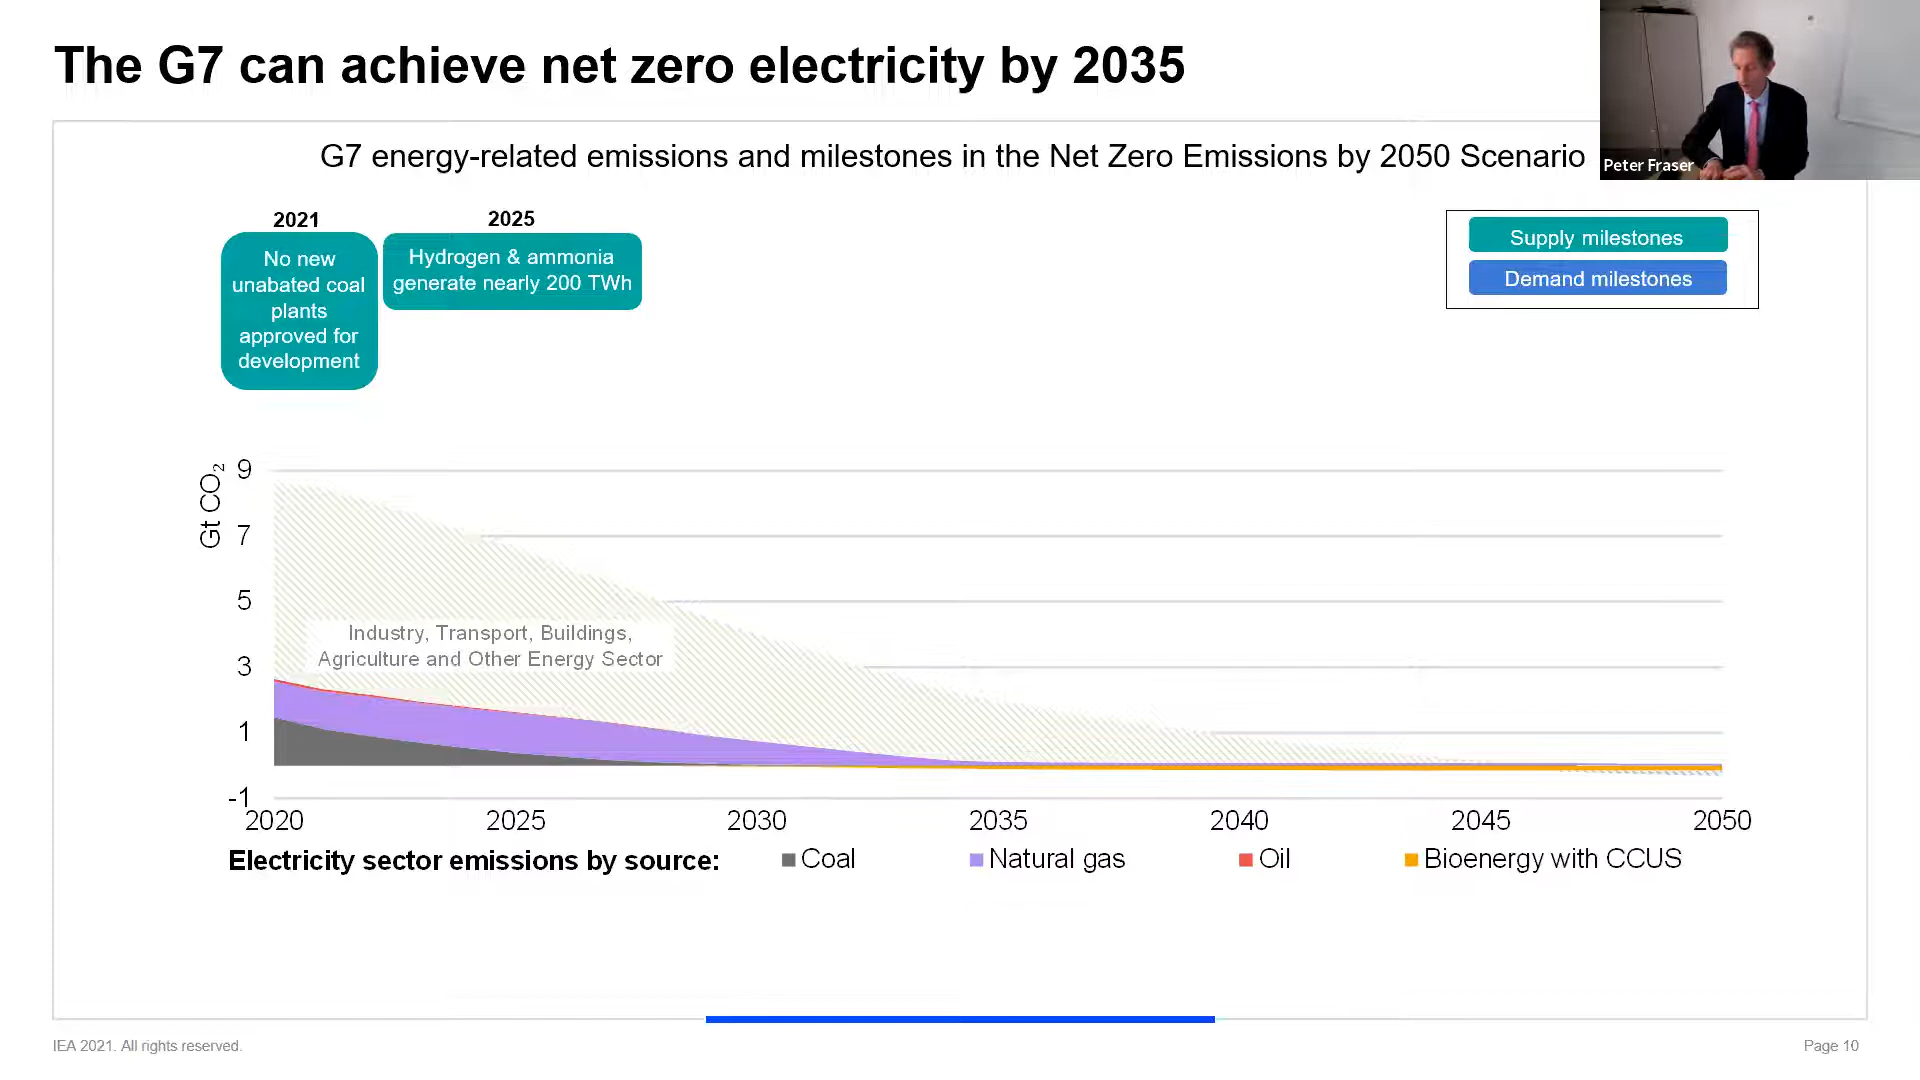 The G7 can achieve net zero electricity by 2035
Peter Fraser
G7 energy-related emissions and milestones in the Net Zero Emissions by 2050 Scenario
2021
No new
unabated coal
plants
approved for
development
2025
Hydrogen & ammonia
generate nearly 200 TWh
Supply milestones
Demand milestones
Gt CO₂
9
7
5
3
1
-1
Industry, Transport, Buildings,
Agriculture and Other Energy Sector
2020
2025
2030
2035
2040
2045
2050
Electricity sector emissions by source:
Coal
Natural gas
Oil
Bioenergy with CCUS
IEA 2021. All rights reserved.
Page 10